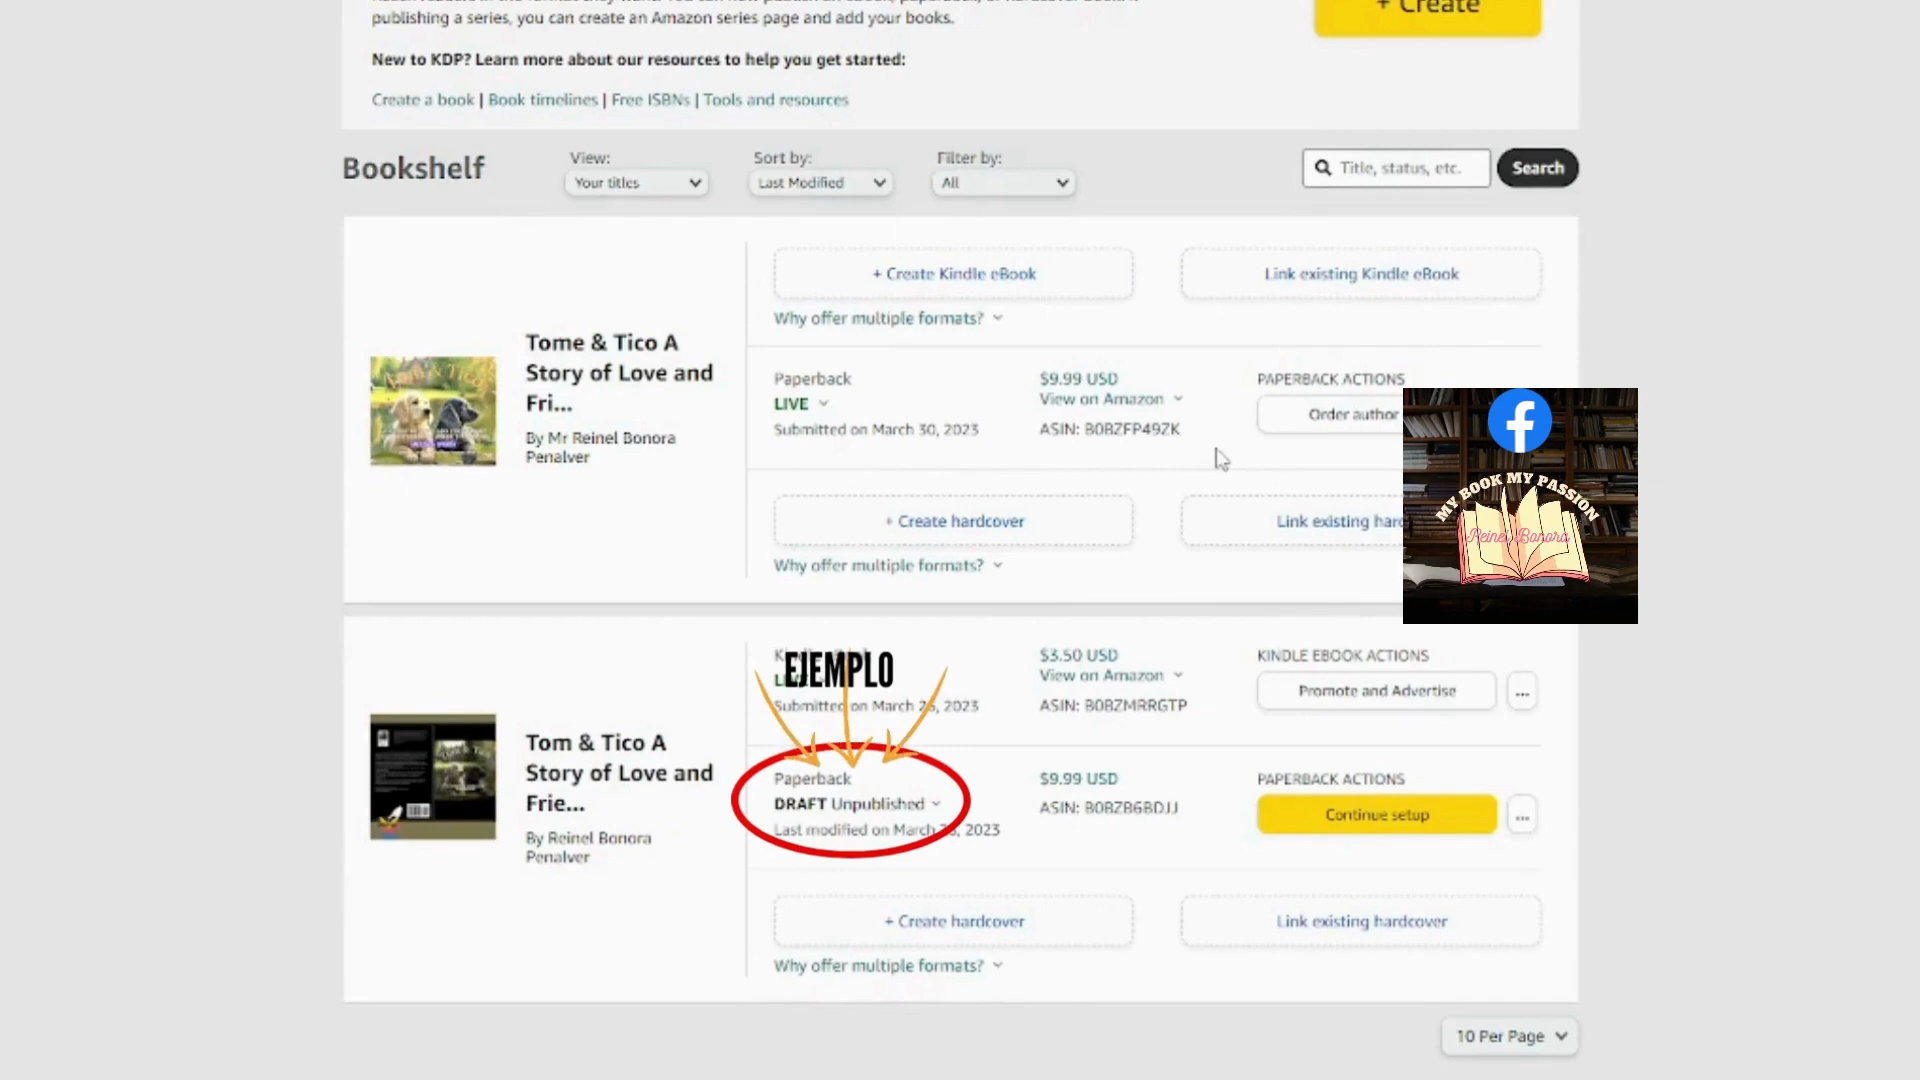 publishing a series, you can create an Amazon series page and add your books.
+ Create
New to KDP? Learn more about our resources to help you get started:
Create a book | Book timelines | Free ISBNs | Tools and resources
Bookshelf
View:
Your titles
Sort by:
Last Modified
Filter by:
All
Title, status, etc.
Search
+ Create Kindle eBook
Link existing Kindle eBook
Why offer multiple formats?
Tome & Tico A
Story of Love and
Fri...
By Mr Reinel Bonora
Penalver
Paperback
LIVE
Submitted on March 30, 2023
$9.99 USD
View on Amazon
ASIN: B0BZFP49ZK
PAPERBACK ACTIONS
Order author
+ Create hardcover
Link existing hard
Why offer multiple formats?
MY BOOK MY PASSION
Reinel Bonora
EJEMPLO
Submitted on March 2, 2023
$3.50 USD
View on Amazon
ASIN: B0BZMRRGTP
KINDLE EBOOK ACTIONS
Promote and Advertise
...
Tom & Tico A
Story of Love and
Frie...
By Reinel Bonora
Penalver
Paperback
DRAFT Unpublished
Last modified on March 2, 2023
$9.99 USD
ASIN: B0BZB6BDJJ
PAPERBACK ACTIONS
Continue setup
...
+ Create hardcover
Link existing hardcover
Why offer multiple formats?
10 Per Page